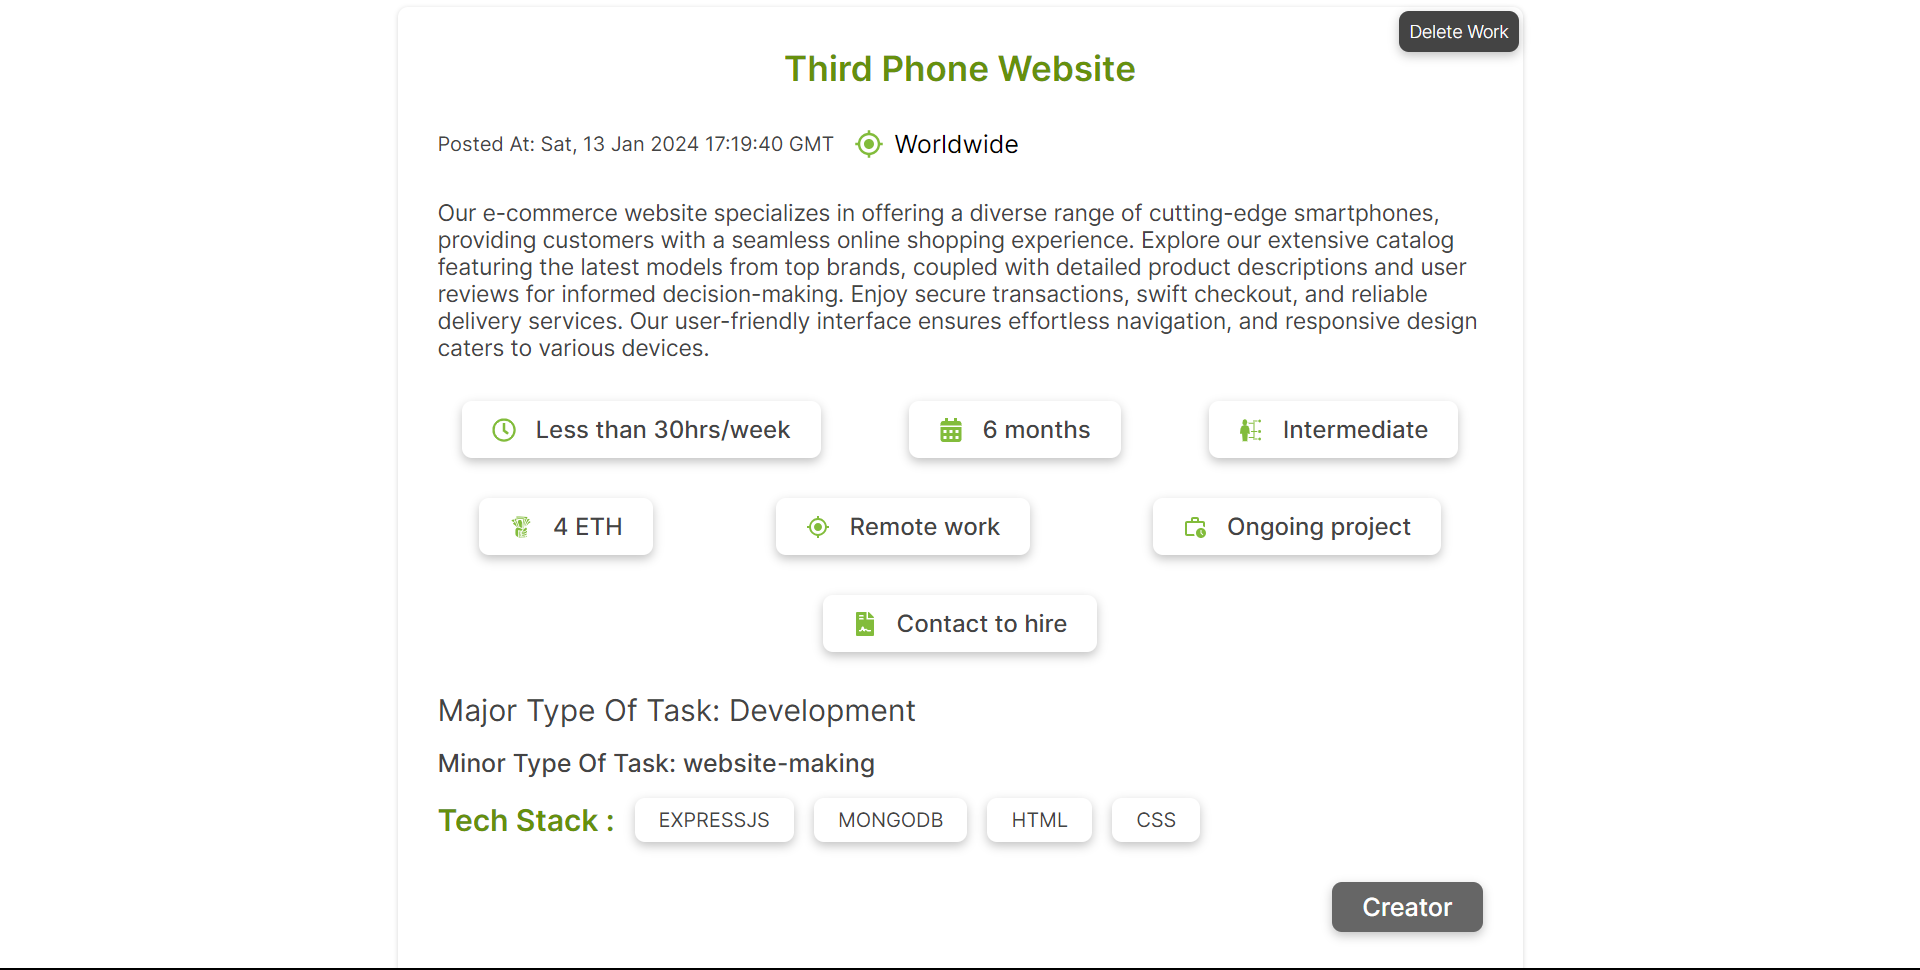 Delete Work
Third Phone Website
Posted At: Sat, 13 Jan 2024 17:19:40 GMT Worldwide
Our e-commerce website specializes in offering a diverse range of cutting-edge smartphones,
providing customers with a seamless online shopping experience. Explore our extensive catalog
featuring the latest models from top brands, coupled with detailed product descriptions and user
reviews for informed decision-making. Enjoy secure transactions, swift checkout, and reliable
delivery services. Our user-friendly interface ensures effortless navigation, and responsive design
caters to various devices.
Less than 30hrs/week 6 months Intermediate
4 ETH Remote work Ongoing project
Contact to hire
Major Type Of Task: Development
Minor Type Of Task: website-making
Tech Stack : EXPRESSJS MONGODB HTML CSS
Creator